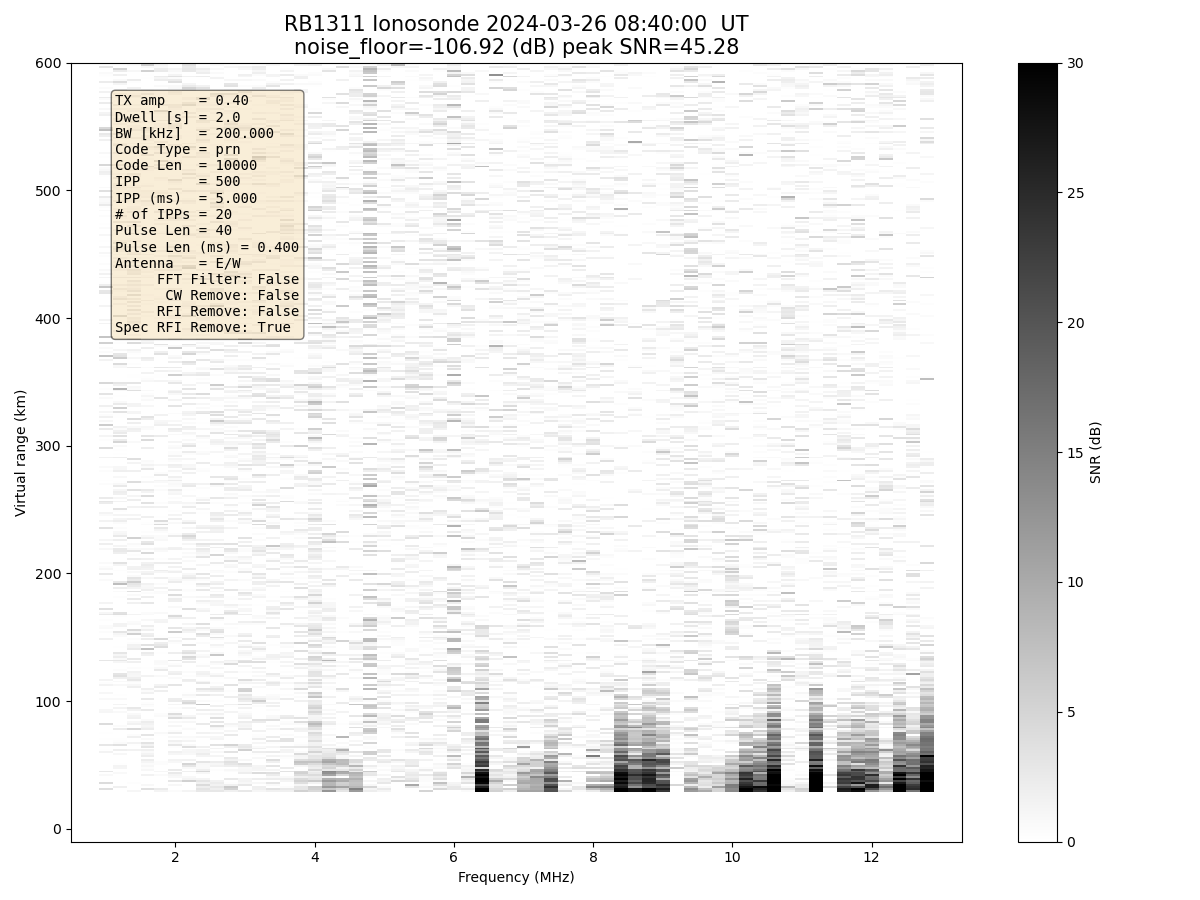 RB1311 Ionosonde 2024-03-26 08:40:00  UT
noise_floor=-106.92 (dB) peak SNR=45.28
TX amp    = 0.40
Dwell [s] = 2.0
BW [kHz]  = 200.000
Code Type = prn
Code Len  = 10000
IPP       = 500
IPP (ms)  = 5.000
# of IPPs = 20
Pulse Len = 40
Pulse Len (ms) = 0.400
Antenna   = E/W
FFT Filter: False
CW Remove: False
RFI Remove: False
Spec RFI Remove: True
Virtual range (km)
600
500
400
300
200
100
0
2
4
6
8
10
12
Frequency (MHz)
30
25
20
15
10
5
0
SNR (dB)